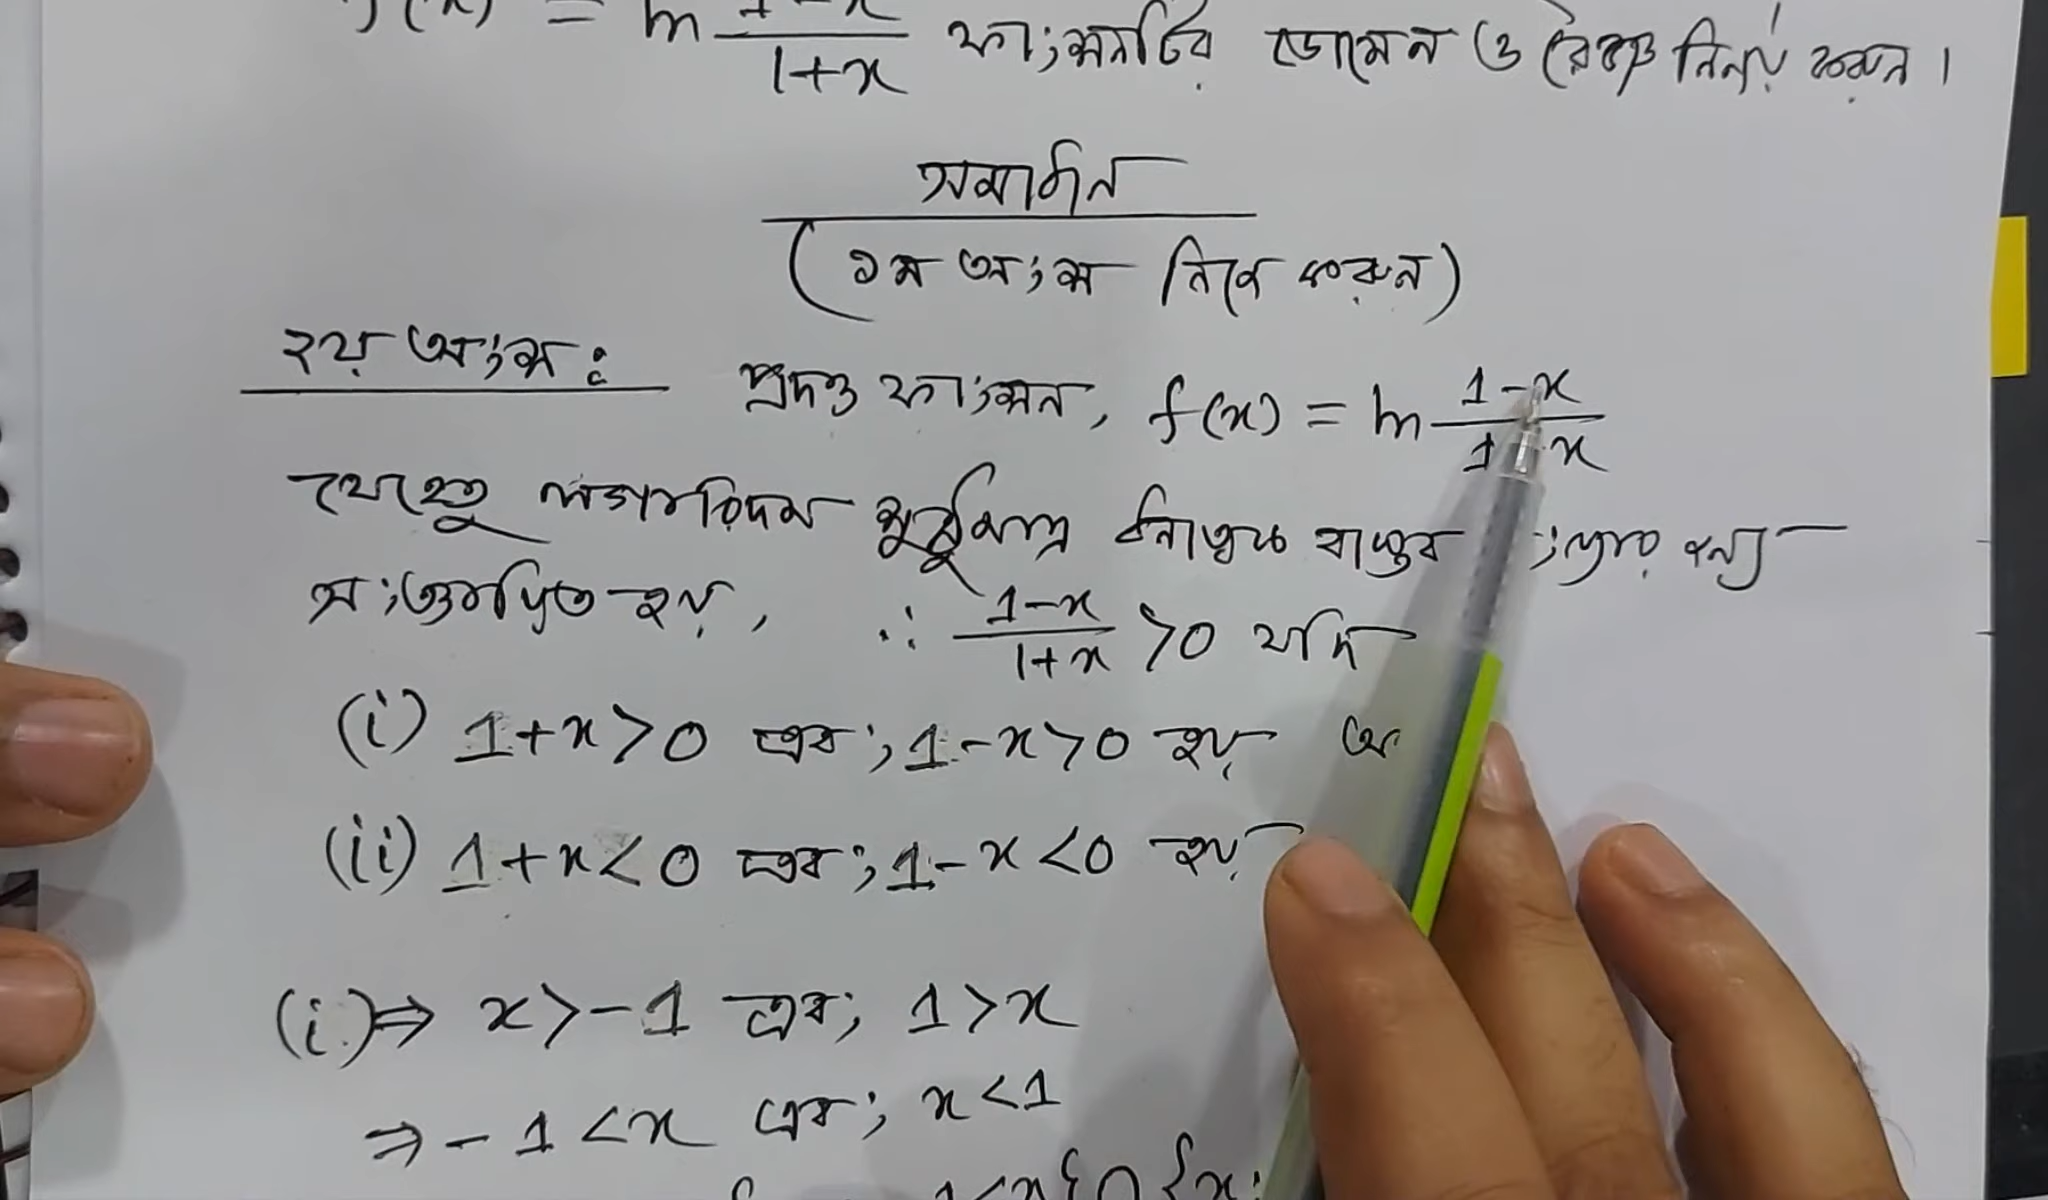 f(x) = ln 1-x/1+x ফাংশনটির ডোমেন ও রেঞ্জ নির্ণয় করুন।
সমাধান
(১ম অংশ নিজে করুন)
২য় অংশঃ প্রদত্ত ফাংশন, f(x) = ln 1-x/1+x
যেহেতু লগারিদম শুধুমাত্র ধনাত্বক বাস্তব জন্য
সংজ্ঞায়িত হয়, ∴ 1-x/1+x >0 যদি
(i) 1+x>0 এবং 1-x>0 হয়
(ii) 1+x<0 এবং 1-x<0 হয়
(i)⇒ x>-1 এবং 1>x
⇒ -1<x এবং x<1